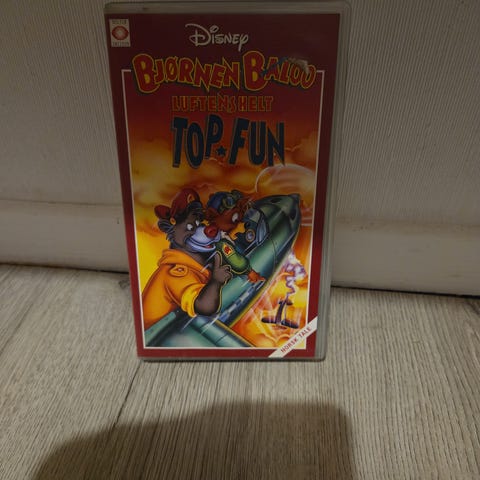 Disney
BJØRNEN BALOO
LUFTENS HELT
TOP★FUN
NORSK TALE